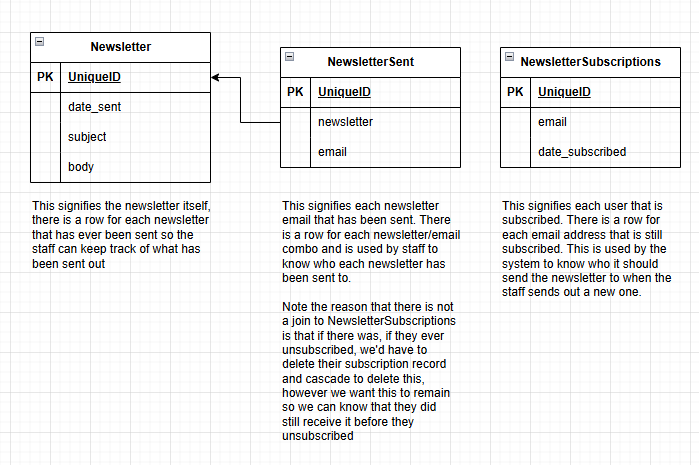 Newsletter
PK UniqueID
date_sent
subject
body
This signifies the newsletter itself,
there is a row for each newsletter
that has ever been sent so the
staff can keep track of what has
been sent out
NewsletterSent
PK UniqueID
newsletter
email
This signifies each newsletter
email that has been sent. There
is a row for each newletter/email
combo and is used by staff to
know who each newsletter has
been sent to.
Note the reason that there is not
a join to NewsletterSubscriptions
is that if there was, if they ever
unsubscribed, we'd have to
delete their subscription record
and cascade to delete this,
however we want this to remain
so we can know that they did
still receive it before they
unsubscribed
NewsletterSubscriptions
PK UniqueID
email
date_subscribed
This signifies each user that is
subscribed. There is a row for
each email address that is still
subscribed. This is used by the
system to know who it should
send the newsletter to when the
staff sends out a new one.